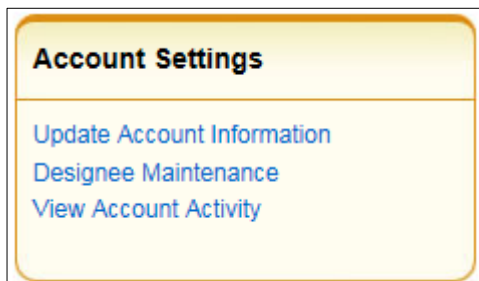 Account Settings
Update Account Information
Designee Maintenance
View Account Activity